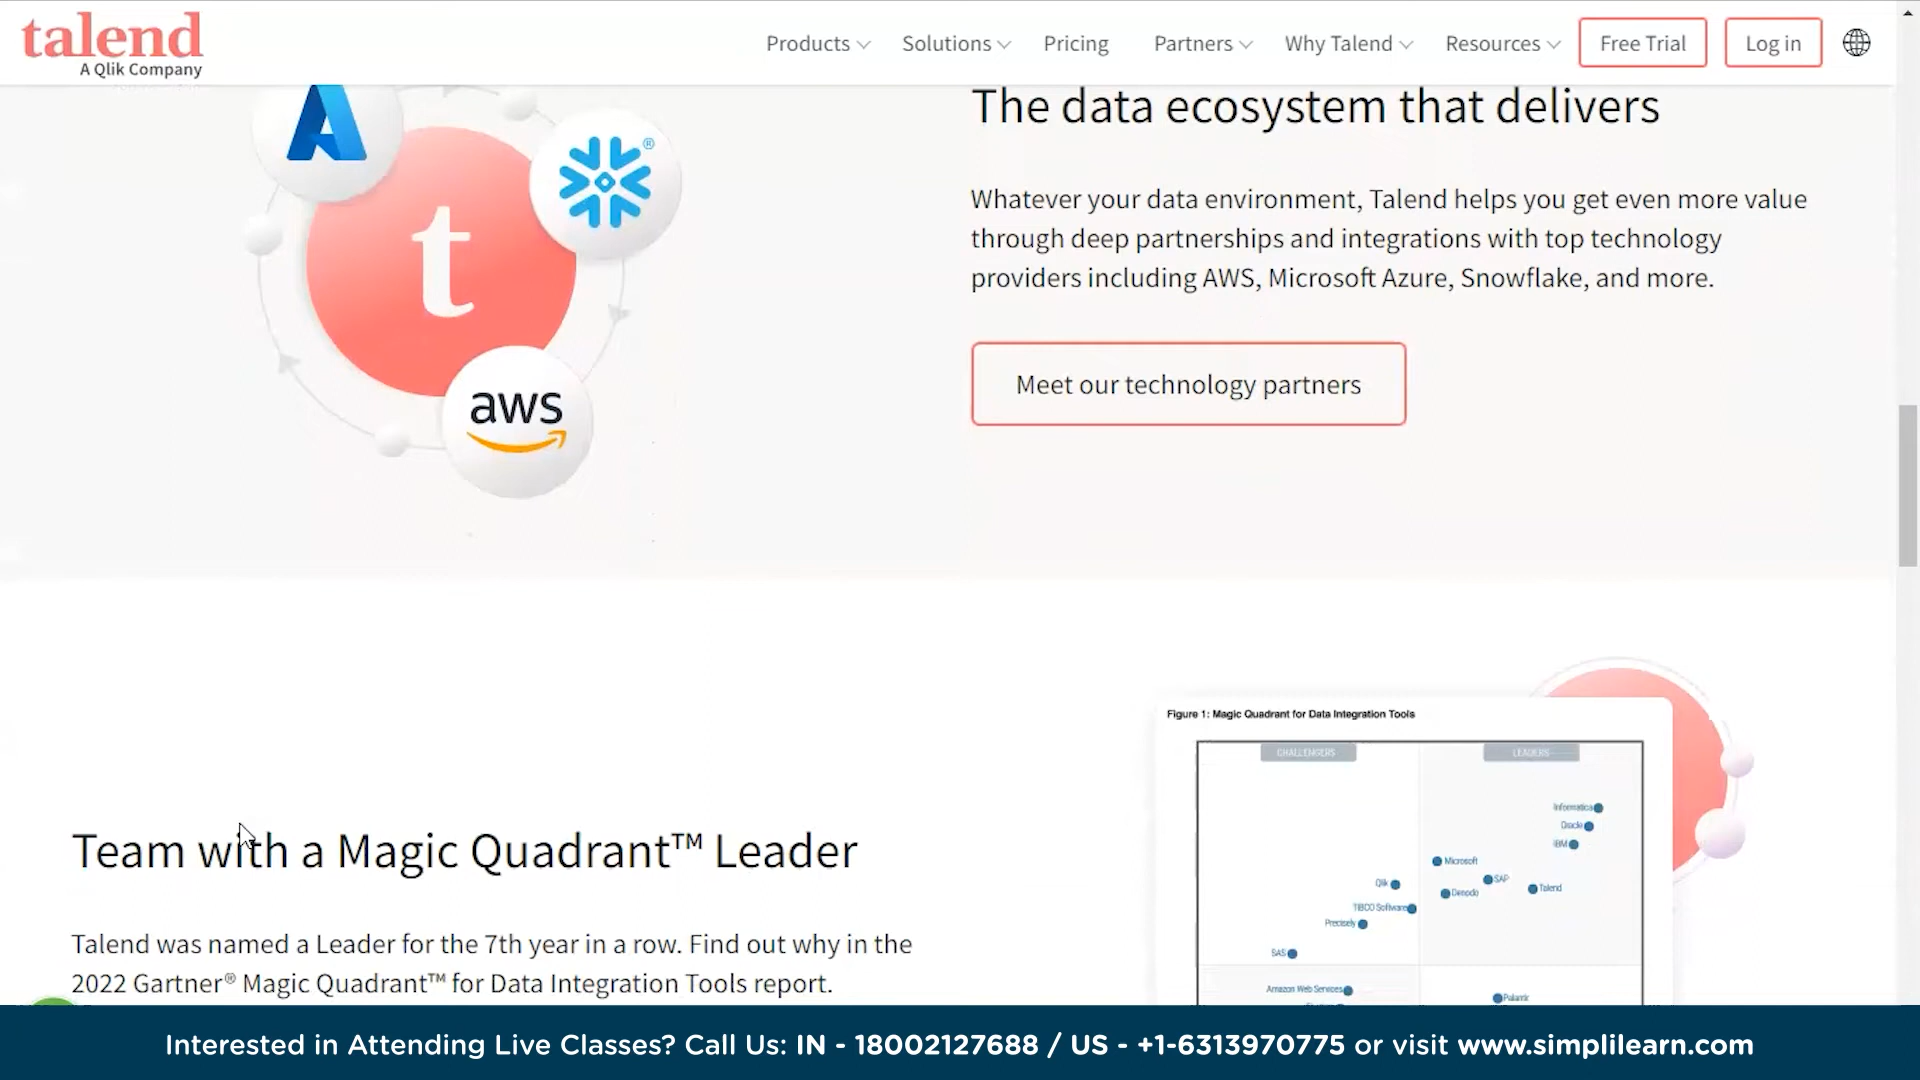 talend
A Qlik Company
Products
Solutions
Pricing
Partners
Why Talend
Resources
Free Trial
Log in
The data ecosystem that delivers
Whatever your data environment, Talend helps you get even more value
through deep partnerships and integrations with top technology
providers including AWS, Microsoft Azure, Snowflake, and more.
Meet our technology partners
t
®
aws
Team with a Magic Quadrant™ Leader
Talend was named a Leader for the 7th year in a row. Find out why in the
2022 Gartner® Magic Quadrant™ for Data Integration Tools report.
Figure 1: Magic Quadrant for Data Integration Tools
CHALLENGERS
LEADERS
Informatica
Oracle
IBM
Microsoft
SAP
Qlik
Denodo
Talend
TIBCO Software
Precisely
SAS
Amazon Web Services
Palantir
Interested in Attending Live Classes? Call Us: IN - 18002127688 / US - +1-6313970775 or visit www.simplilearn.com